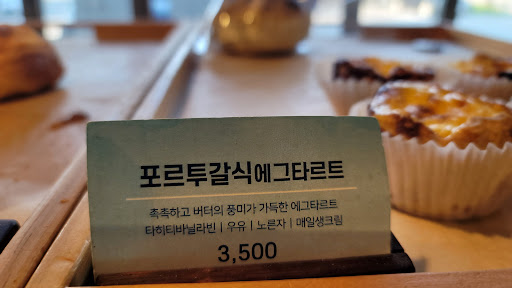 포르투갈식에그타르트
촉촉하고 버터의 풍미가 가득한 에그타르트
타히티바닐라빈 | 우유 | 노른자 | 매일생크림
3,500